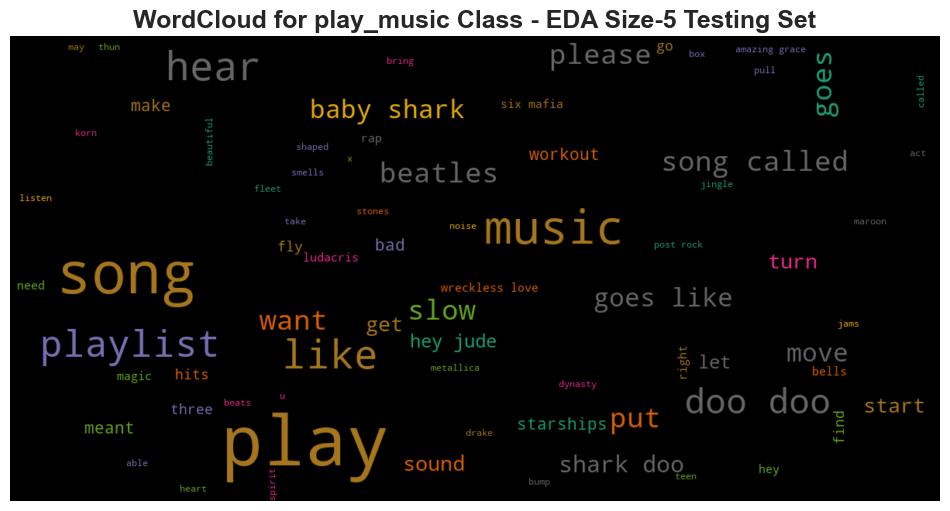 WordCloud for play_music Class - EDA Size-5 Testing Set
may
thun
hear
bring
please
go
box
amazing grace
pull
goes
called
make
baby shark
six mafia
korn
beautiful
shaped
rap
x
smells
beatles
workout
song called
act
jingle
fleet
listen
stones
take
noise
music
maroon
fly
ludacris
bad
post rock
turn
song
need
wreckless love
goes like
want
get
slow
hey jude
jams
playlist
like
metallica
right
let
move
bells
magic
hits
dynasty
three
beats
u
doo doo
start
meant
play
drake
starships
put
find
able
sound
shark doo
hey
teen
heart
spirit
bump